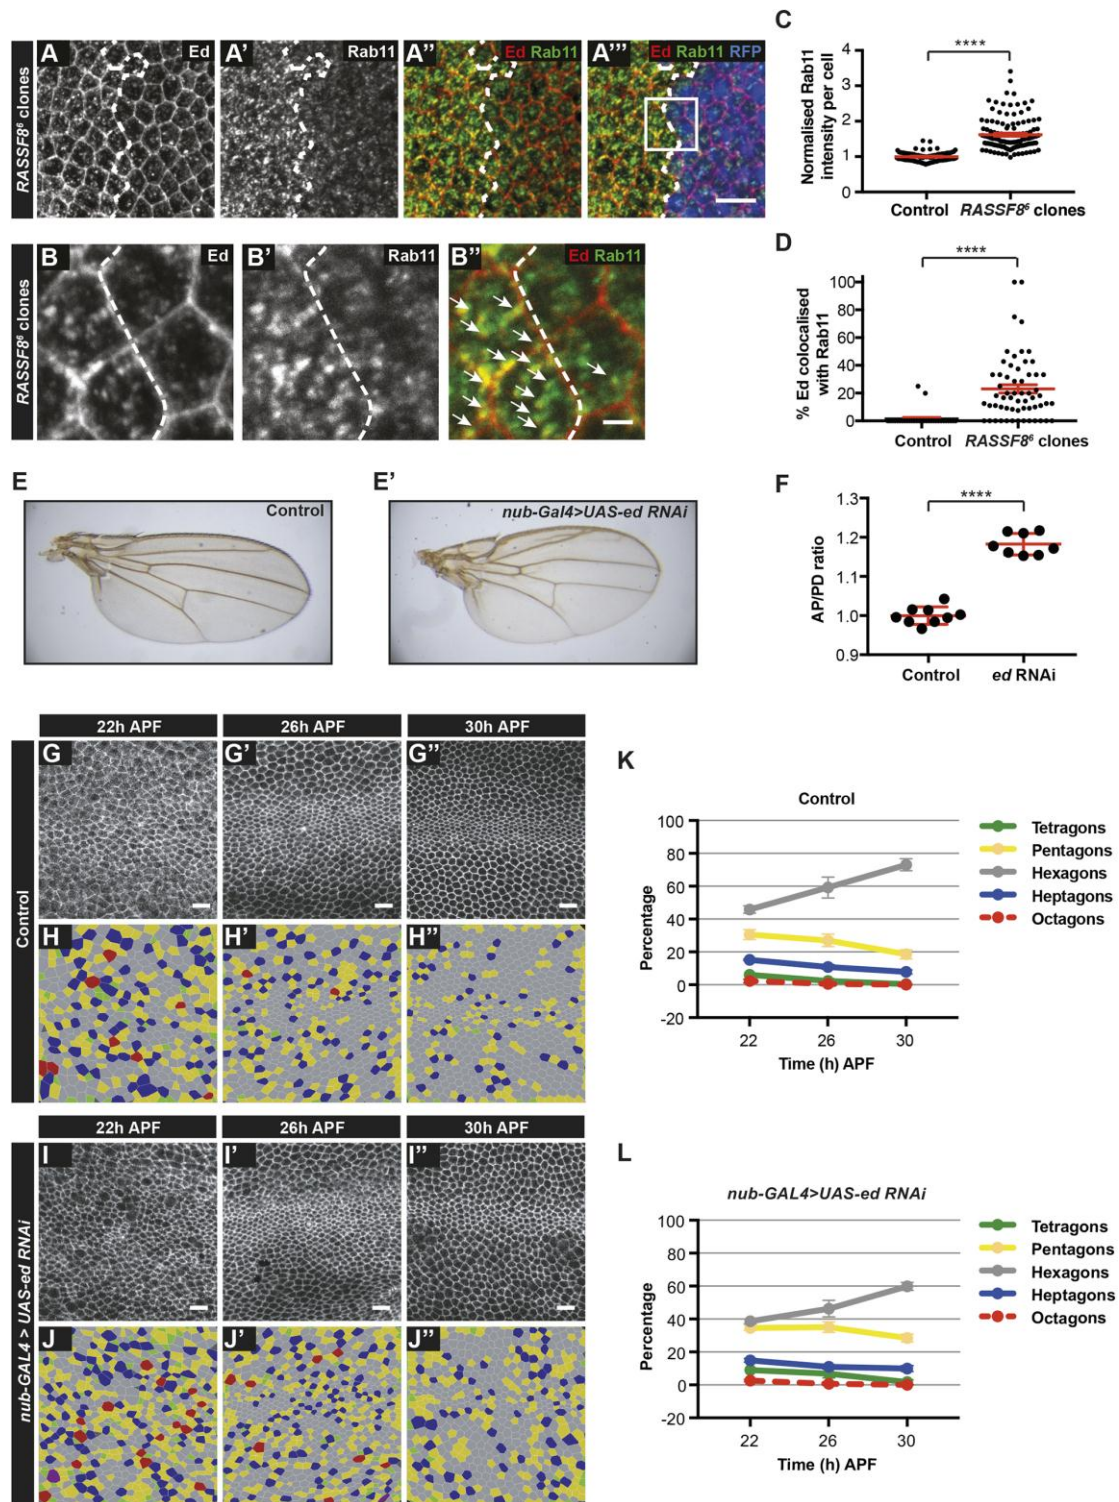 C
A Ed
A' Rab11
A'' Ed Rab11
A''' Ed Rab11 RFP
RASSF8⁶ clones
Normalised Rab11
intensity per cell
****
4
3
2
1
0
Control RASSF8⁶ clones
B Ed
B' Rab11
B'' Ed Rab11
RASSF8⁶ clones
D
% Ed colocalised
with Rab11
****
100
80
60
40
20
0
Control RASSF8⁶ clones
E
Control
E'
nub-Gal4>UAS-ed RNAi
F
AP/PD ratio
****
1.3
1.2
1.1
1.0
0.9
Control ed RNAi
22h APF 26h APF 30h APF
Control
G G' G''
H H' H''
K
Control
Percentage
100
80
60
40
20
0
-20
22 26 30
Time (h) APF
Tetragons
Pentagons
Hexagons
Heptagons
Octagons
22h APF 26h APF 30h APF
nub-GAL4 > UAS-ed RNAi
I I' I''
J J' J''
L
nub-GAL4>UAS-ed RNAi
Percentage
100
80
60
40
20
0
-20
22 26 30
Time (h) APF
Tetragons
Pentagons
Hexagons
Heptagons
Octagons